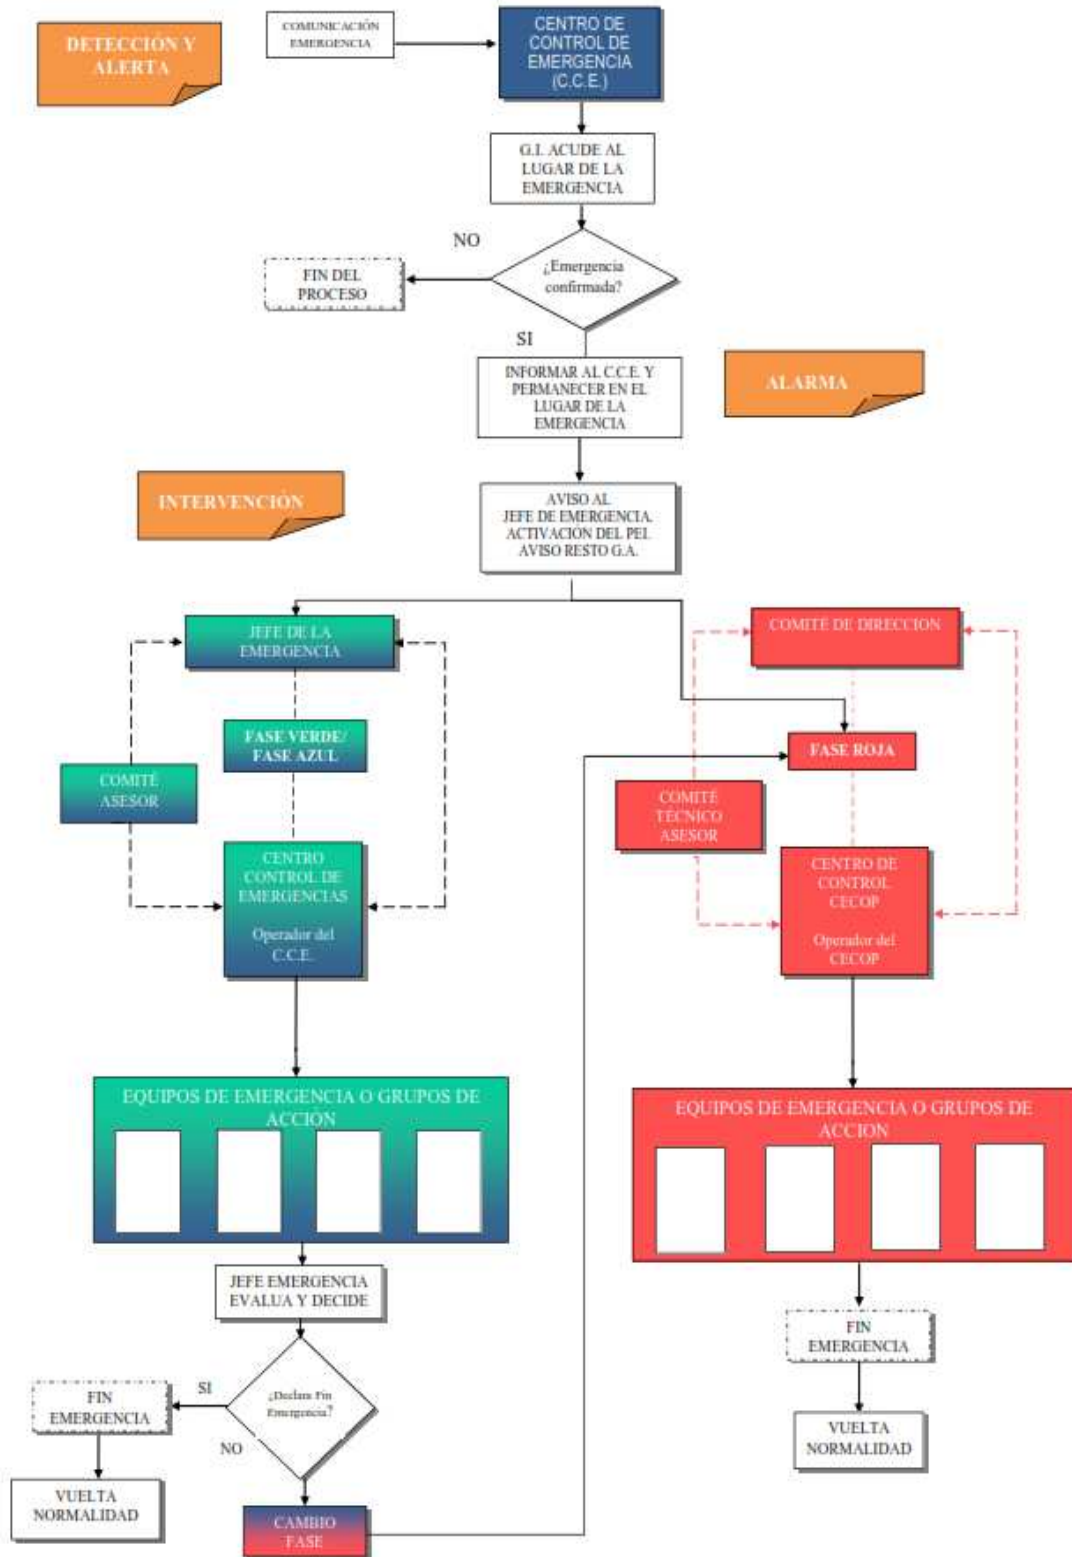 COMUNICACIÓN
EMERGENCIA
CENTRO DE
CONTROL DE
EMERGENCIA
(C.C.E.)
DETECCIÓN Y
ALERTA
G.I. ACUDE AL
LUGAR DE LA
EMERGENCIA
NO
¿Emergencia
confirmada?
FIN DEL
PROCESO
SI
INFORMAR AL C.C.E. Y
PERMANECER EN EL
LUGAR DE LA
EMERGENCIA
ALARMA
INTERVENCIÓN
AVISO AL
JEFE DE EMERGENCIA.
ACTIVACIÓN DEL PEI.
AVISO RESTO G.A.
JEFE DE LA
EMERGENCIA
FASE VERDE/
FASE AZUL
COMITÉ
ASESOR
CENTRO
CONTROL DE
EMERGENCIAS
Operador del
C.C.E.
COMITÉ DE DIRECCION
FASE ROJA
COMITÉ
TÉCNICO
ASESOR
CENTRO DE
CONTROL
CECOP
Operador del
CECOP
EQUIPOS DE EMERGENCIA O GRUPOS DE
ACCIÓN
EQUIPOS DE EMERGENCIA O GRUPOS DE
ACCION
JEFE EMERGENCIA
EVALUA Y DECIDE
¿Declara Fin
Emergencia?
SI
FIN
EMERGENCIA
NO
VUELTA
NORMALIDAD
CAMBIO
FASE
FIN
EMERGENCIA
VUELTA
NORMALIDAD